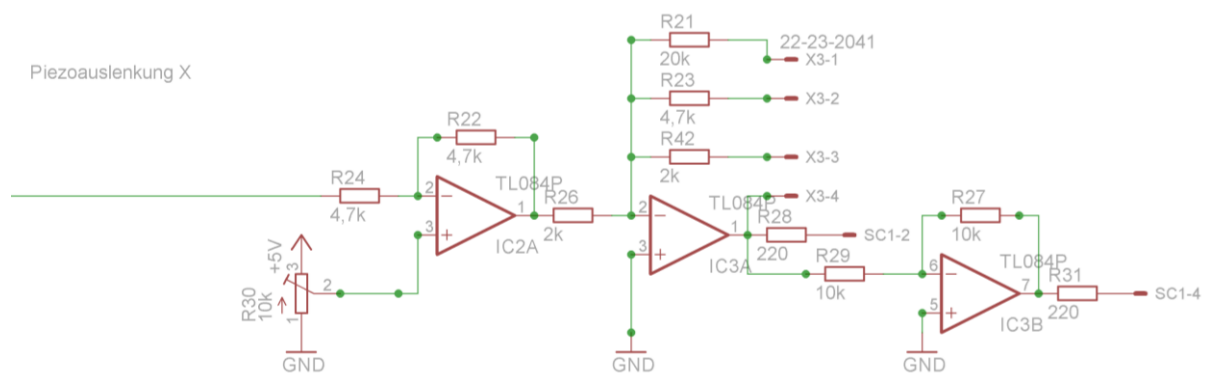 Piezoauslenkung X
R21
20k
22-23-2041
X3-1
R23
4,7k
X3-2
R42
2k
X3-3
X3-4
R22
4,7k
R24
4,7k
TL084P
2
3
1
IC2A
R26
2k
TL084P
2
3
1
IC3A
R28
220
SC1-2
R29
10k
R27
10k
TL084P
6
5
7
IC3B
R31
220
SC1-4
+5V
3
2
1
R30
10k
GND
GND
GND